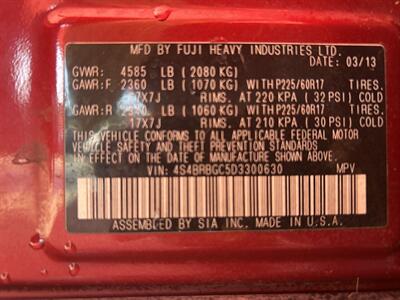 MFD BY FUJI HEAVY INDUSTRIES LTD.
DATE: 03/13
GVWR: 4585 LB (2080 KG)
GAWR:F 2360 LB (1070 KG) WITH P225/60R17 TIRES,
17X7J RIMS, AT 220 KPA (32 PSI) COLD
GAWR:R LB (1060 KG) WITH P225/60R17 TIRES,
17X7J RIMS, AT 210 KPA (30 PSI) COLD
THIS VEHICLE CONFORMS TO ALL APPLICABLE FEDERAL MOTOR
VEHICLE SAFETY AND THEFT PREVENTION STANDARDS IN EFFECT ON
THE DATE OF MANUFACTURE SHOWN ABOVE.
VIN: 4S4BRBGC5D3300630 MPV
ASSEMBLED BY SIA INC. IN U.S.A.